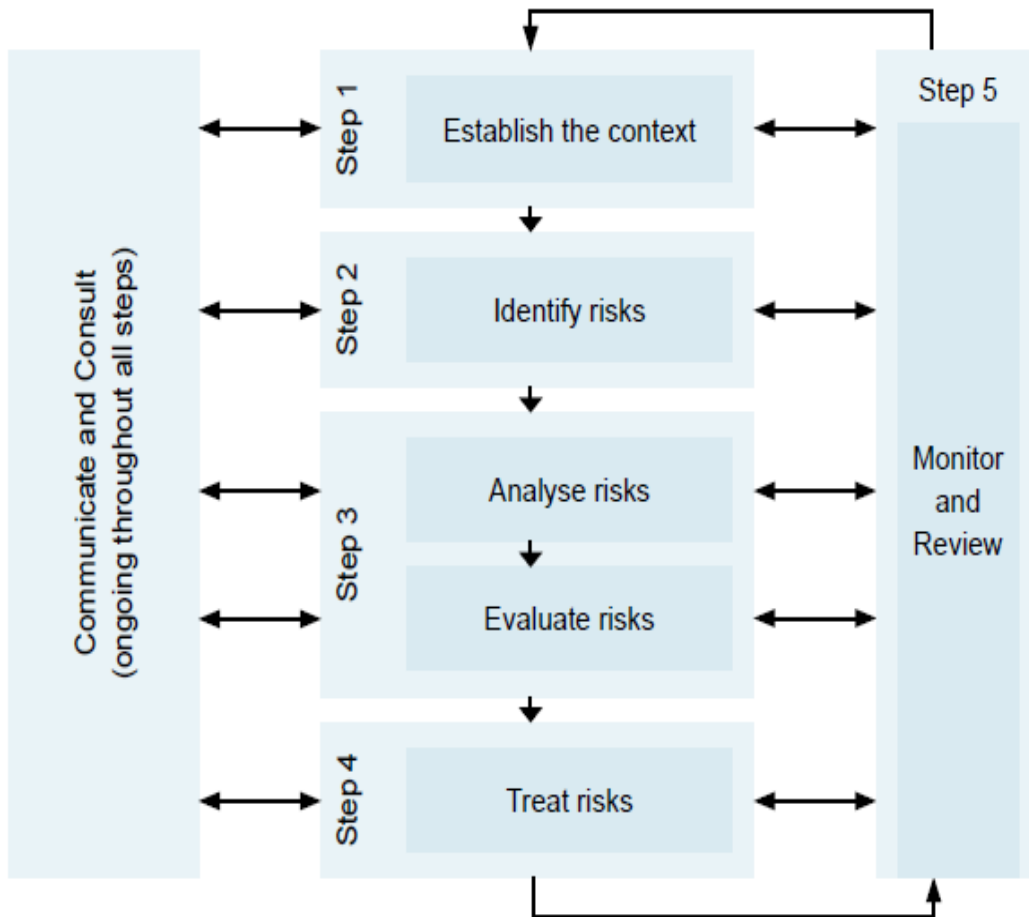 Communicate and Consult
(ongoing throughout all steps)
Step 1
Establish the context
Step 2
Identify risks
Step 3
Analyse risks
Evaluate risks
Step 4
Treat risks
Step 5
Monitor
and
Review